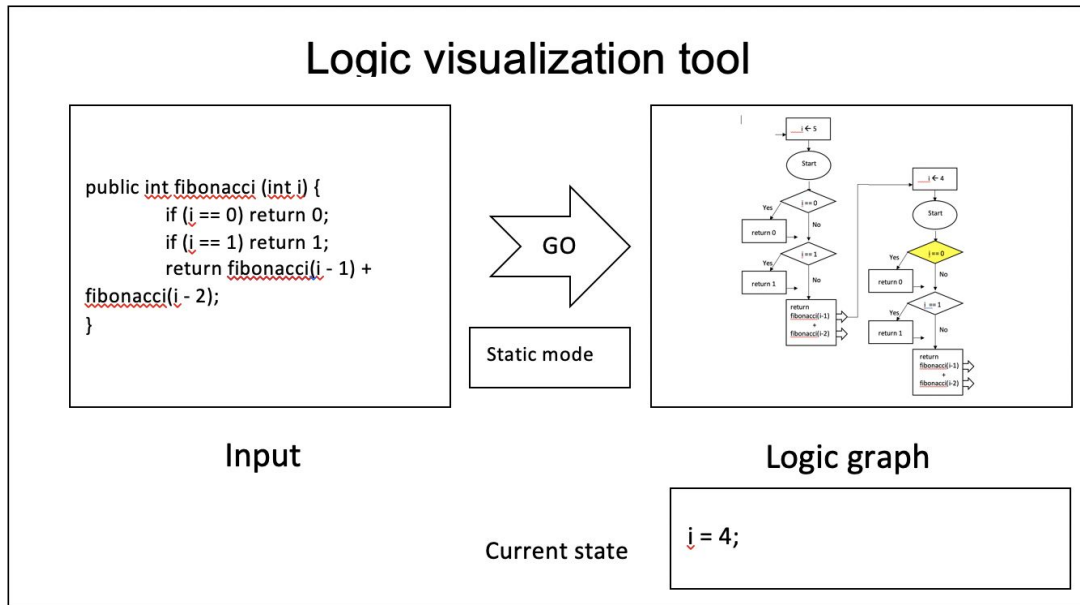 Logic visualization tool
public int fibonacci (int i) {
if (i == 0) return 0;
if (i == 1) return 1;
return fibonacci(i - 1) +
fibonacci(i - 2);
}
GO
Static mode
i ← 5
Start
i == 0
Yes
No
return 0
i == 1
Yes
No
return 1
return
fibonacci(i-1)
+
fibonacci(i-2)
i ← 4
Start
i == 0
Yes
No
return 0
i == 1
Yes
No
return 1
return
fibonacci(i-1)
+
fibonacci(i-2)
Input
Logic graph
Current state
i = 4;